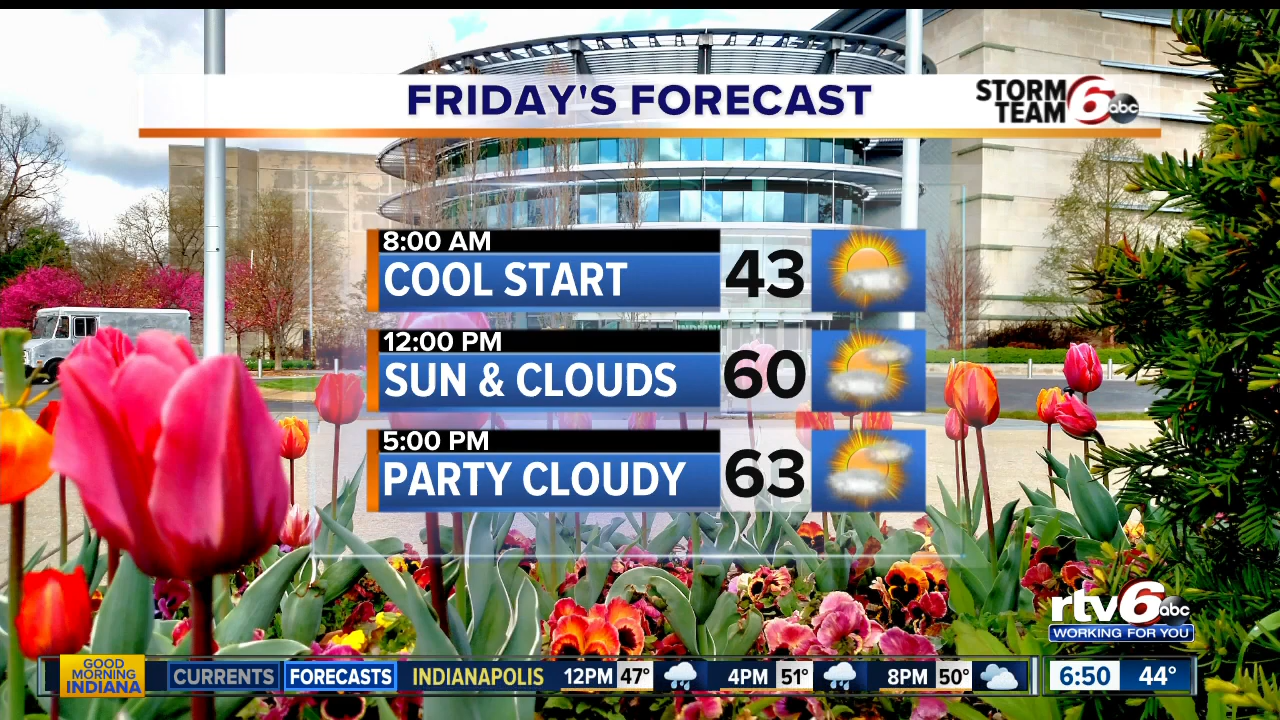 FRIDAY'S FORECAST
STORM TEAM 6 abc
8:00 AM
COOL START 43
12:00 PM
SUN & CLOUDS 60
5:00 PM
PARTY CLOUDY 63
rtv6 abc
WORKING FOR YOU
GOOD MORNING INDIANA
CURRENTS FORECASTS INDIANAPOLIS 12PM 47° 4PM 51° 8PM 50° 6:50 44°